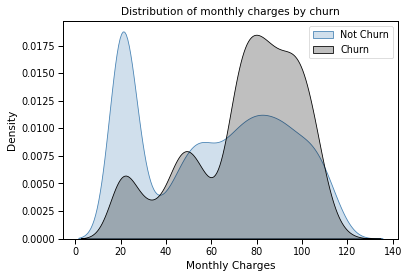 Distribution of monthly charges by churn
Not Churn
Churn
Density
0.0175
0.0150
0.0125
0.0100
0.0075
0.0050
0.0025
0.0000
0 20 40 60 80 100 120 140
Monthly Charges